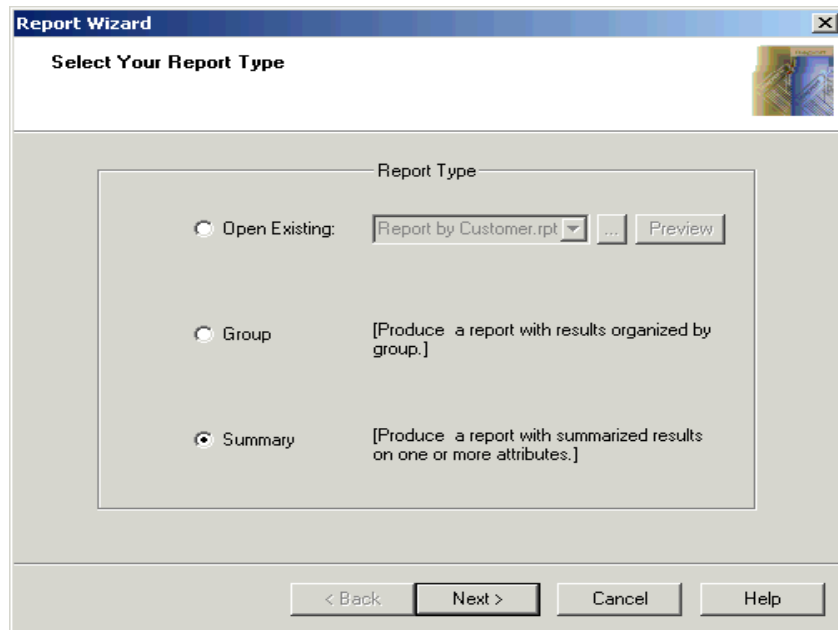 Report Wizard
Select Your Report Type
Report Type
Open Existing: Report by Customer.rpt ... Preview
Group [Produce a report with results organized by
group.]
Summary [Produce a report with summarized results
on one or more attributes.]
< Back Next > Cancel Help